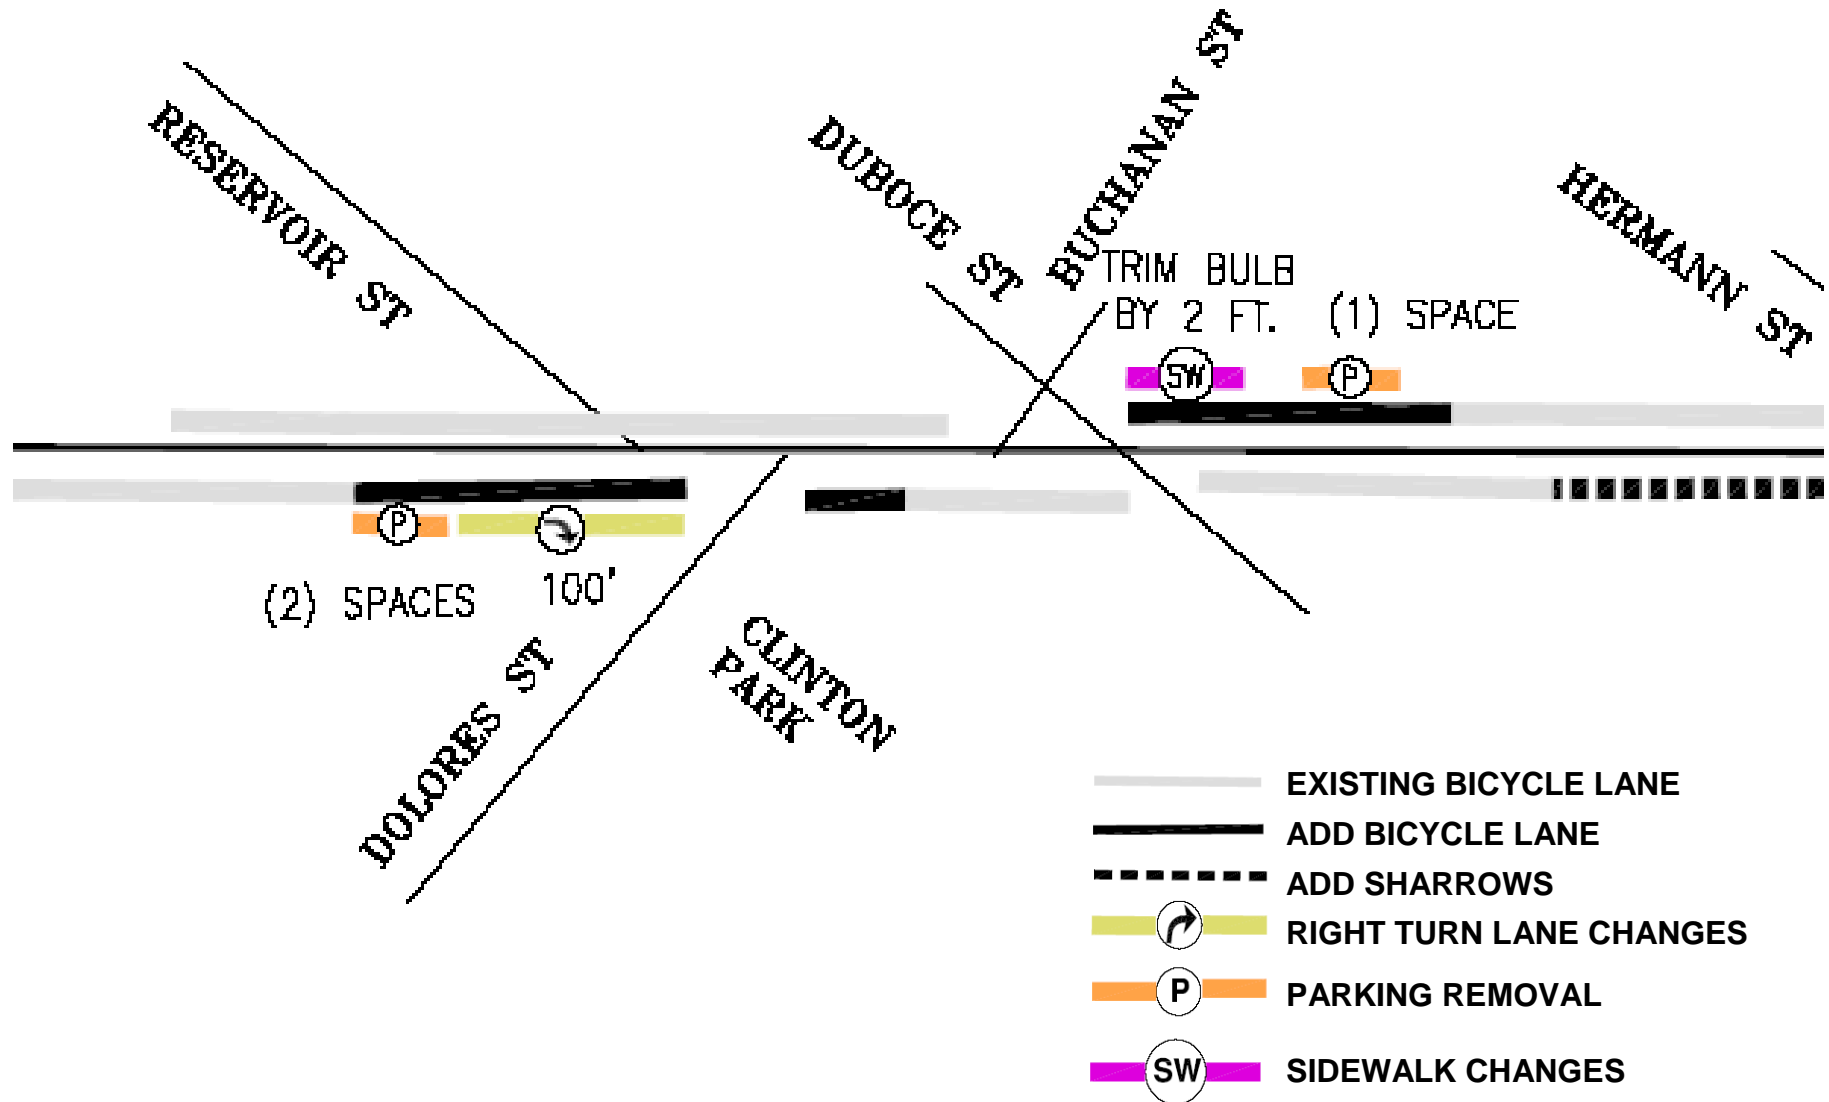 RESERVOIR ST
DUBOCE ST
BUCHANAN ST
HERMANN ST
TRIM BULB
BY 2 FT.
(1) SPACE
SW
P
P
(2) SPACES
100'
DOLORES ST
CLINTON
PARK
EXISTING BICYCLE LANE
ADD BICYCLE LANE
ADD SHARROWS
RIGHT TURN LANE CHANGES
P PARKING REMOVAL
SW SIDEWALK CHANGES